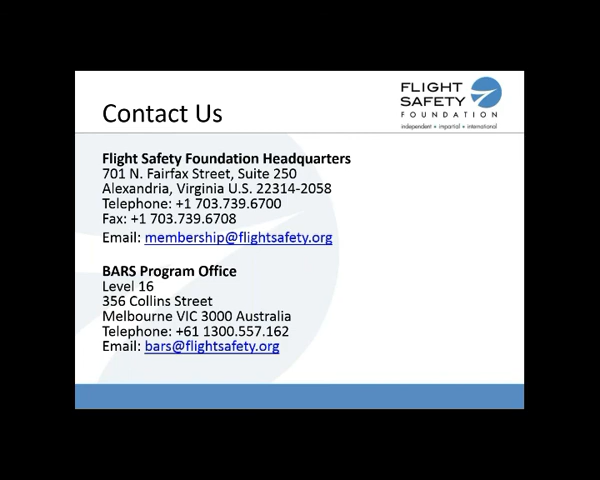 FLIGHT
SAFETY
FOUNDATION
independent • impartial • international
Contact Us
Flight Safety Foundation Headquarters
701 N. Fairfax Street, Suite 250
Alexandria, Virginia U.S. 22314-2058
Telephone: +1 703.739.6700
Fax: +1 703.739.6708
Email: membership@flightsafety.org
BARS Program Office
Level 16
356 Collins Street
Melbourne VIC 3000 Australia
Telephone: +61 1300.557.162
Email: bars@flightsafety.org